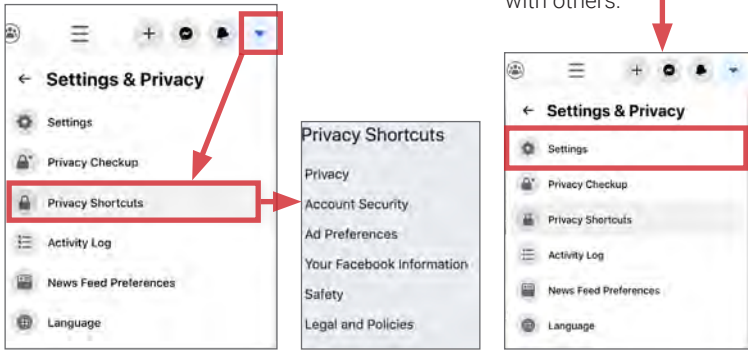 with others.
Settings & Privacy
Settings
Privacy Checkup
Privacy Shortcuts
Activity Log
News Feed Preferences
Language
Privacy Shortcuts
Privacy
Account Security
Ad Preferences
Your Facebook Information
Safety
Legal and Policies
Settings & Privacy
Settings
Privacy Checkup
Privacy Shortcuts
Activity Log
News Feed Preferences
Language